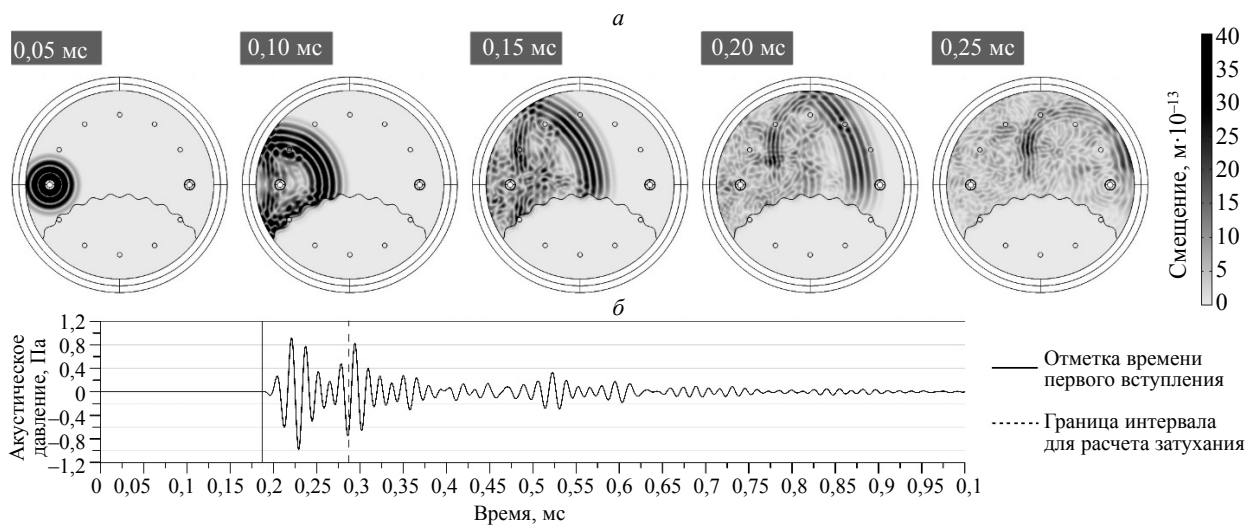 а
0,05 мс
0,10 мс
0,15 мс
0,20 мс
0,25 мс
40
35
30
25
20
15
10
5
0
Смещение, м·10⁻¹³
б
Акустическое
давление, Па
1,2
0,8
0,4
0
–0,4
–0,8
–1,2
0 0,05 0,1 0,15 0,2 0,25 0,3 0,35 0,4 0,45 0,5 0,55 0,6 0,65 0,7 0,75 0,8 0,85 0,9 0,95 0,1
Время, мс
Отметка времени
первого вступления
Граница интервала
для расчета затухания